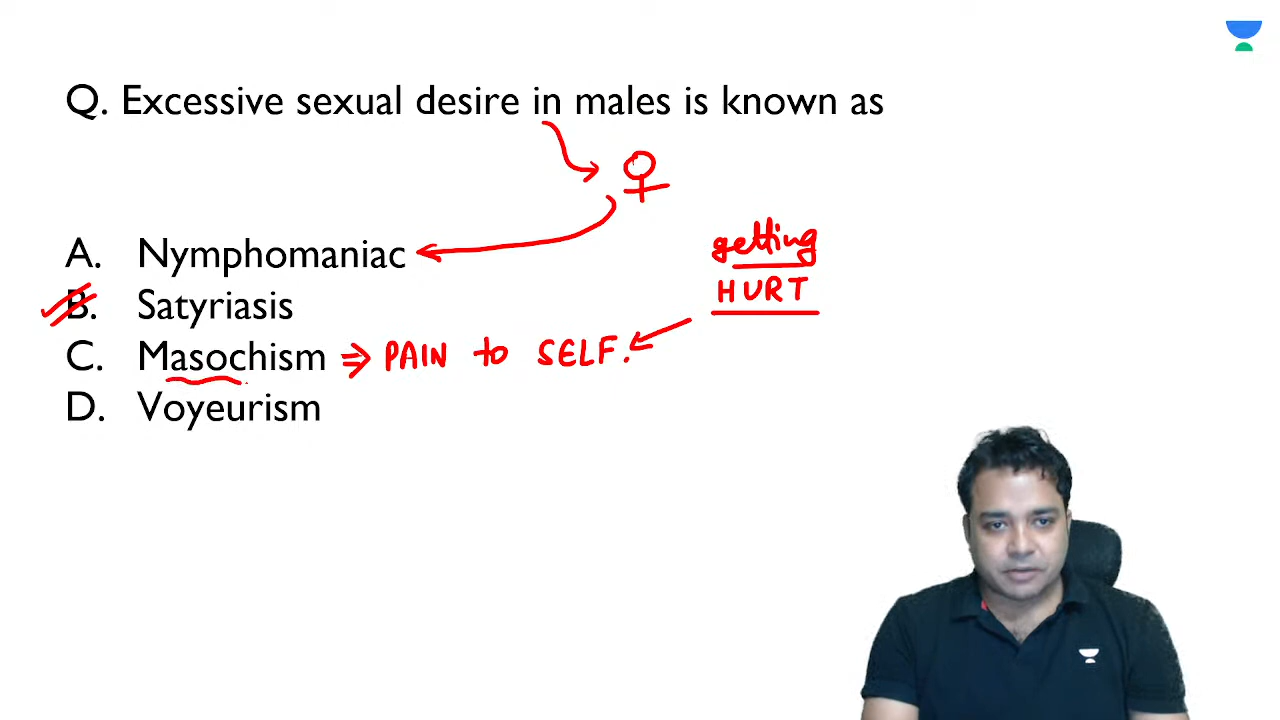 Q. Excessive sexual desire in males is known as
♀
A. Nymphomaniac
getting
HURT
B. Satyriasis
C. Masochism ⇒ PAIN to SELF.
D. Voyeurism